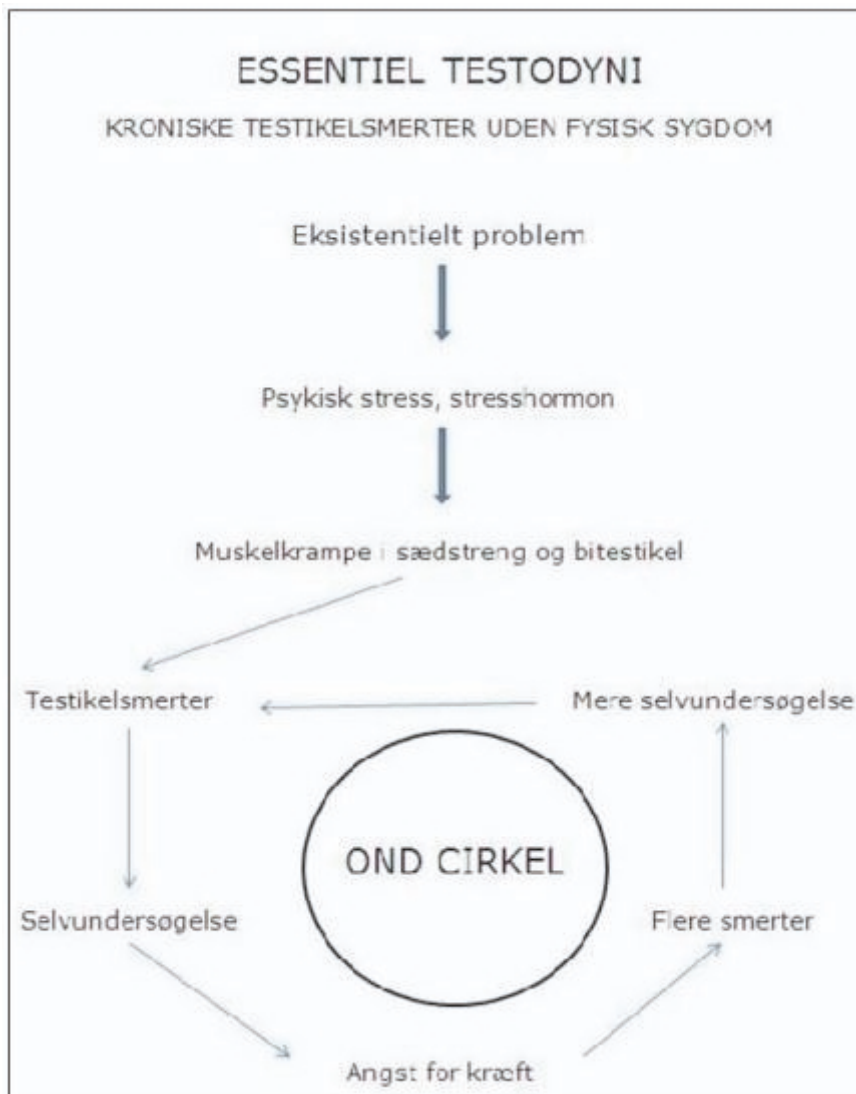 ESSENTIEL TESTODYNI
KRONISKE TESTIKELSMERTER UDEN FYSISK SYGDOM
Eksistentielt problem
Psykisk stress, stresshormon
Muskelkrampe i sædstreng og bitestikel
Testikelsmerter
Mere selvundersøgelse
OND CIRKEL
Selvundersøgelse
Flere smerter
Angst for kræft